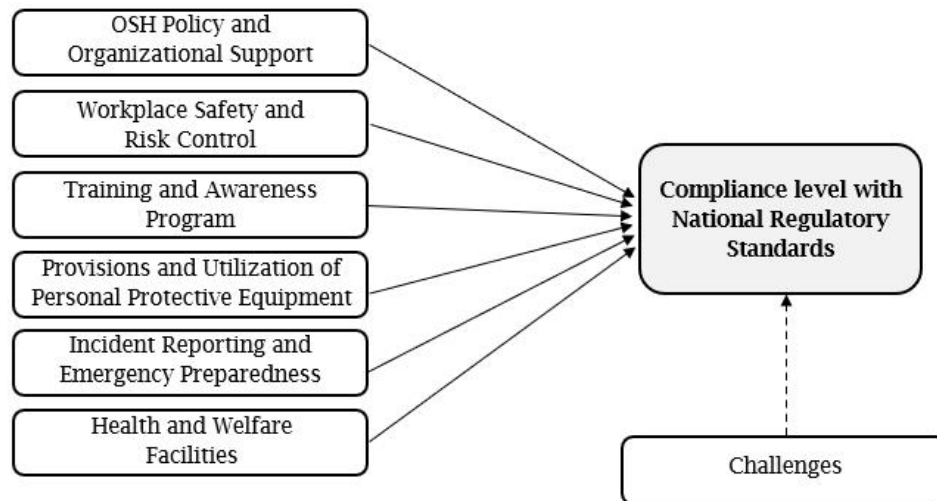 OSH Policy and
Organizational Support
Workplace Safety and
Risk Control
Training and Awareness
Program
Provisions and Utilization of
Personal Protective Equipment
Incident Reporting and
Emergency Preparedness
Health and Welfare
Facilities
Compliance level with
National Regulatory
Standards
Challenges